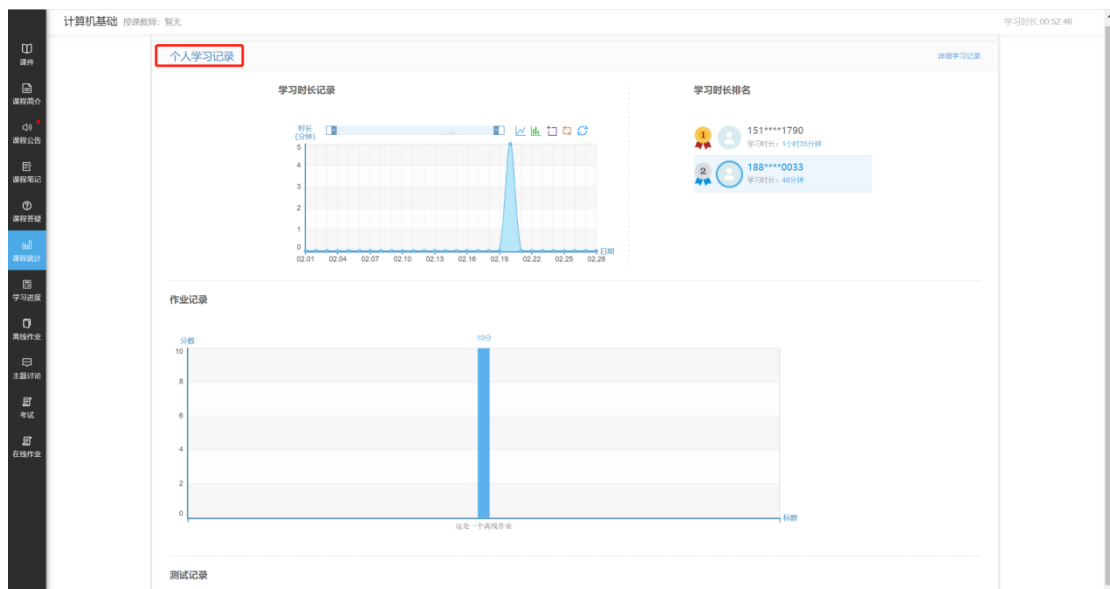 计算机基础 授课教师: 暂无
学习时长:00:52:46
课件
课程简介
课程公告
课程笔记
课程答疑
课程统计
学习进度
离线作业
主题讨论
考试
在线作业
个人学习记录
详细学习记录
学习时长记录
时长
(分钟)
5
4
3
2
1
0
02.01 02.04 02.07 02.10 02.13 02.16 02.19 02.22 02.25 02.28
日期
学习时长排名
1
151****1790
学习时长：1小时35分钟
2
188****0033
学习时长：46分钟
作业记录
分数
10
8
6
4
2
0
10分
这是一个离线作业
标题
测试记录